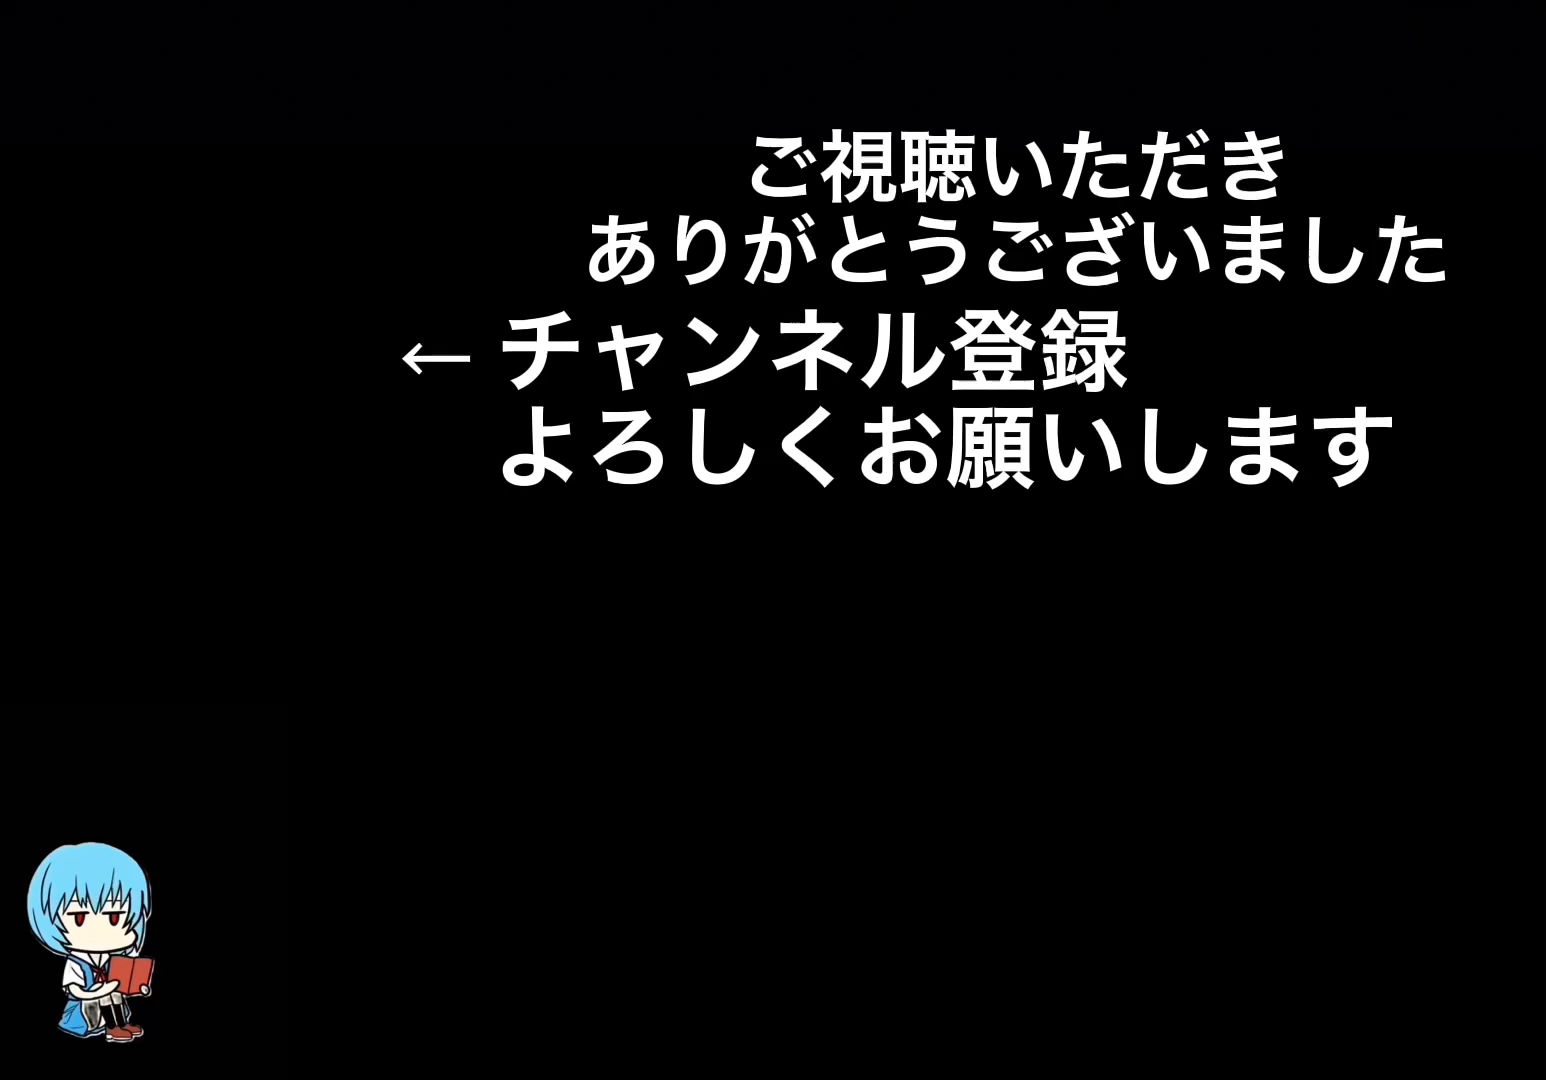 ご視聴いただき
ありがとうございました
← チャンネル登録
よろしくお願いします